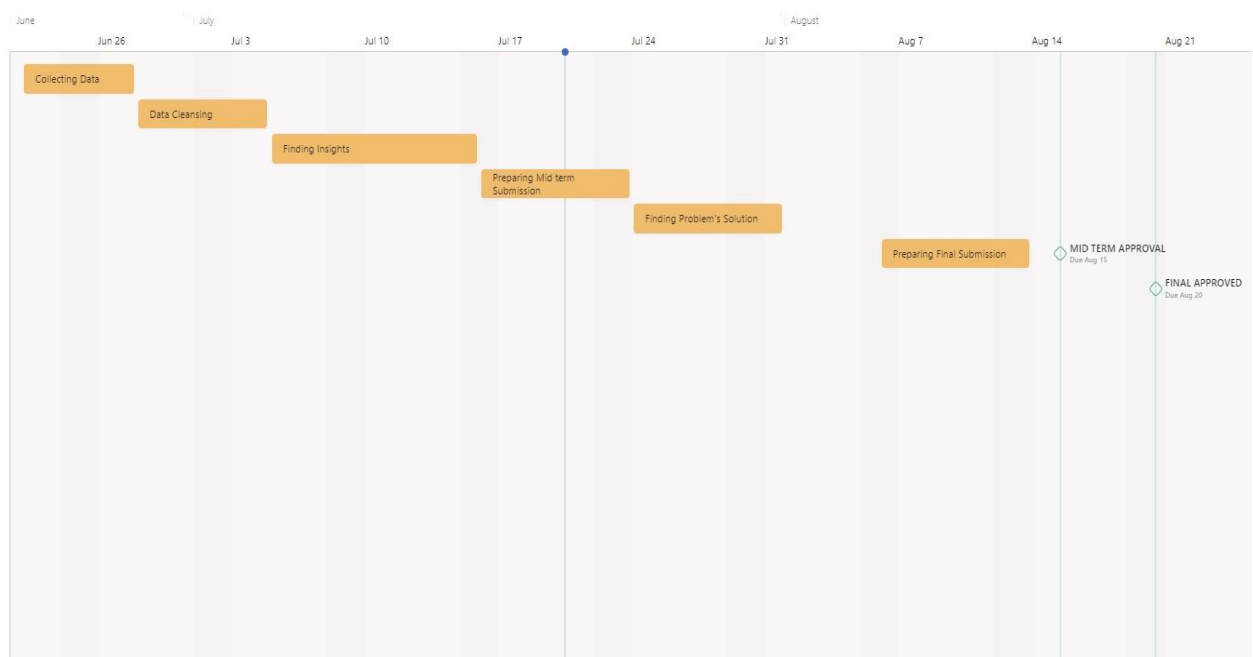 June
July
August
Jun 26
Jul 3
Jul 10
Jul 17
Jul 24
Jul 31
Aug 7
Aug 14
Aug 21
Collecting Data
Data Cleansing
Finding Insights
Preparing Mid term
Submission
Finding Problem's Solution
Preparing Final Submission
MID TERM APPROVAL
Due Aug 15
FINAL APPROVED
Due Aug 20